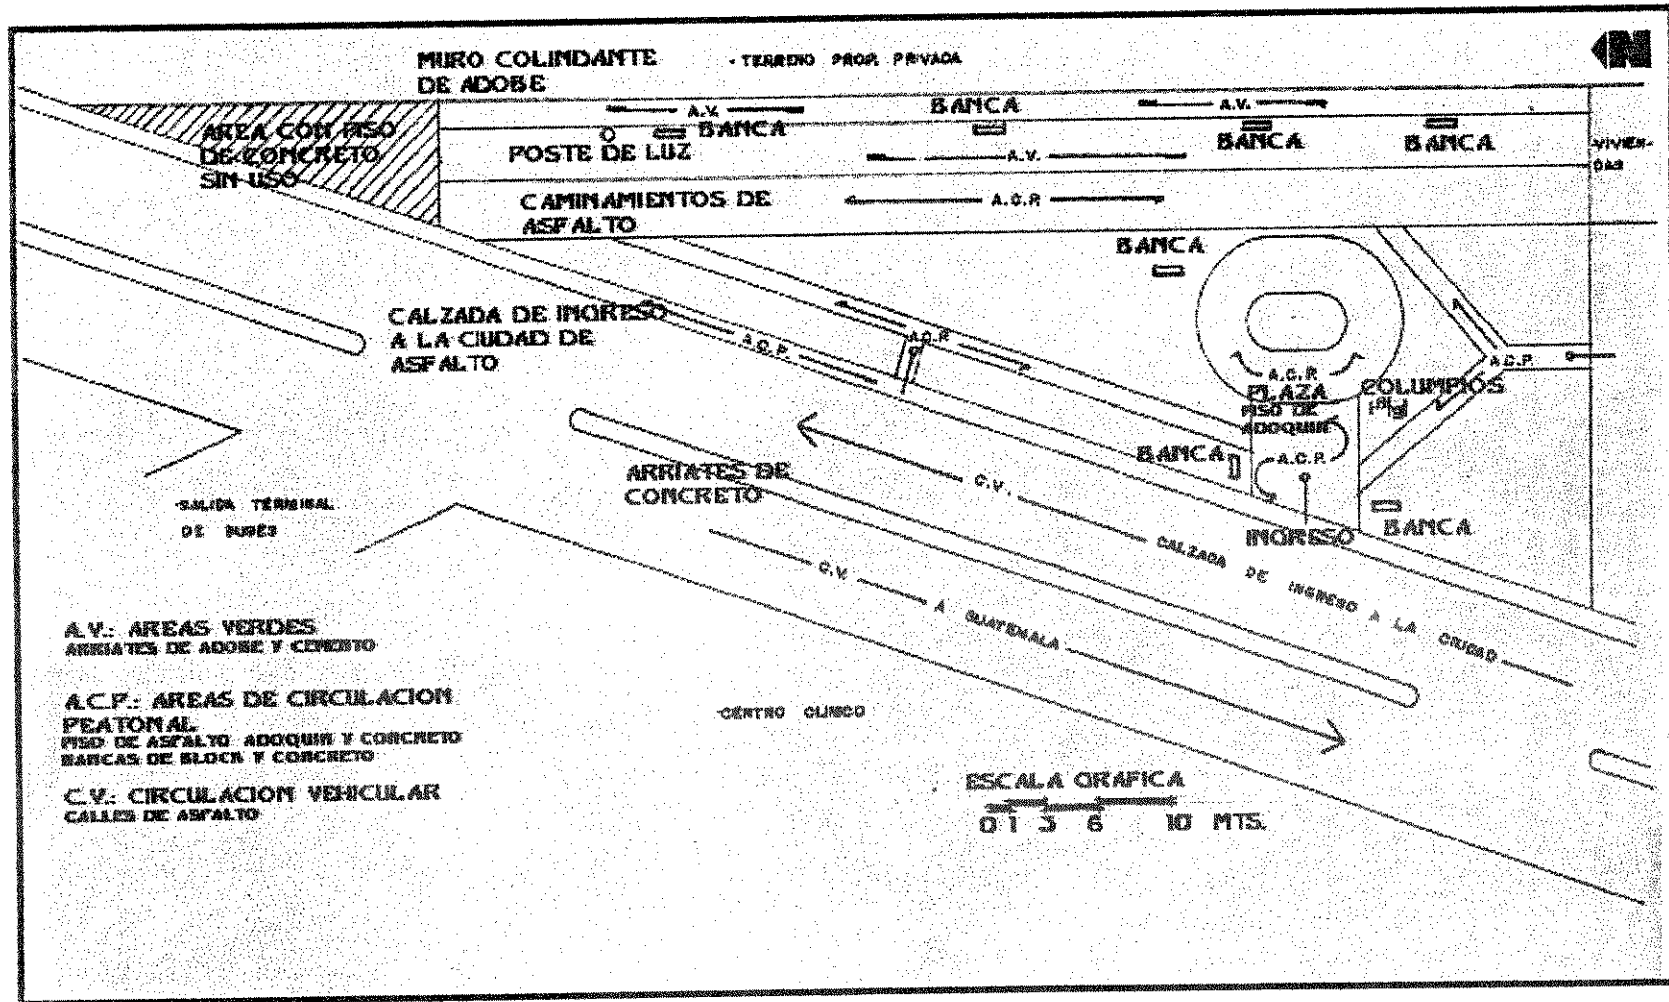 MURO COLINDANTE
DE ADOBE
- TERRENO PROP. PRIVADA
N
AREA CON PISO
DE CONCRETO
SIN USO
A.V.
BANCA
A.V.
BANCA
POSTE DE LUZ
A.V.
BANCA
BANCA
-VIVIEN-
DAS
CAMINAMIENTOS DE
ASFALTO
A.C.P.
BANCA
CALZADA DE INGRESO
A LA CIUDAD DE
ASFALTO
A.C.P.
A.C.P.
A.C.P.
A.C.P.
PLAZA
PISO DE
ADOQUIN
COLUMPIOS
BANCA
A.C.P.
INGRESO
BANCA
ARRIATES DE
CONCRETO
C.V.
CALZADA DE INGRESO A LA CIUDAD
-SALIDA TERMINAL
DE BUSES
C.V.
A GUATEMALA
A.V.: AREAS VERDES
ARRIATES DE ADOBE Y CEMENTO
A.C.P.: AREAS DE CIRCULACION
PEATONAL
PISO DE ASFALTO ADOQUIN Y CONCRETO
BANCAS DE BLOCK Y CONCRETO
C.V.: CIRCULACION VEHICULAR
CALLES DE ASFALTO
-CENTRO CLINICO
ESCALA GRAFICA
0 1 3 6 10 MTS.